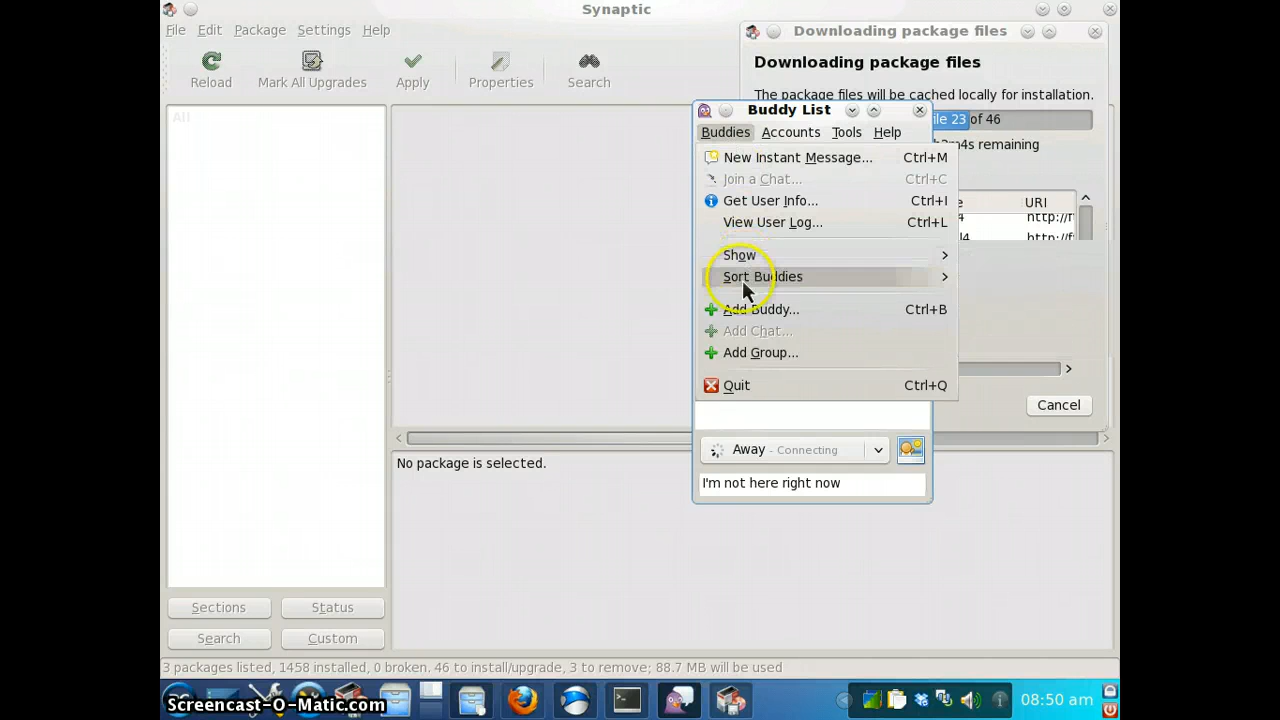 Synaptic
File Edit Package Settings Help
Reload Mark All Upgrades Apply Properties Search
All
Downloading package files
Downloading package files
The package files will be cached locally for installation.
ile 23 of 46
remaining
URI
Buddy List
Buddies Accounts Tools Help
New Instant Message... Ctrl+M
Join a Chat... Ctrl+C
Get User Info... Ctrl+I
View User Log... Ctrl+L
Show
Sort Buddies
Add Buddy... Ctrl+B
Add Chat...
Add Group...
Quit Ctrl+Q
Cancel
Away - Connecting
I'm not here right now
No package is selected.
Sections Status
Search Custom
3 packages listed, 1458 installed, 0 broken. 46 to install/upgrade, 3 to remove; 88.7 MB will be used
Screencast-O-Matic.com
08:50 am